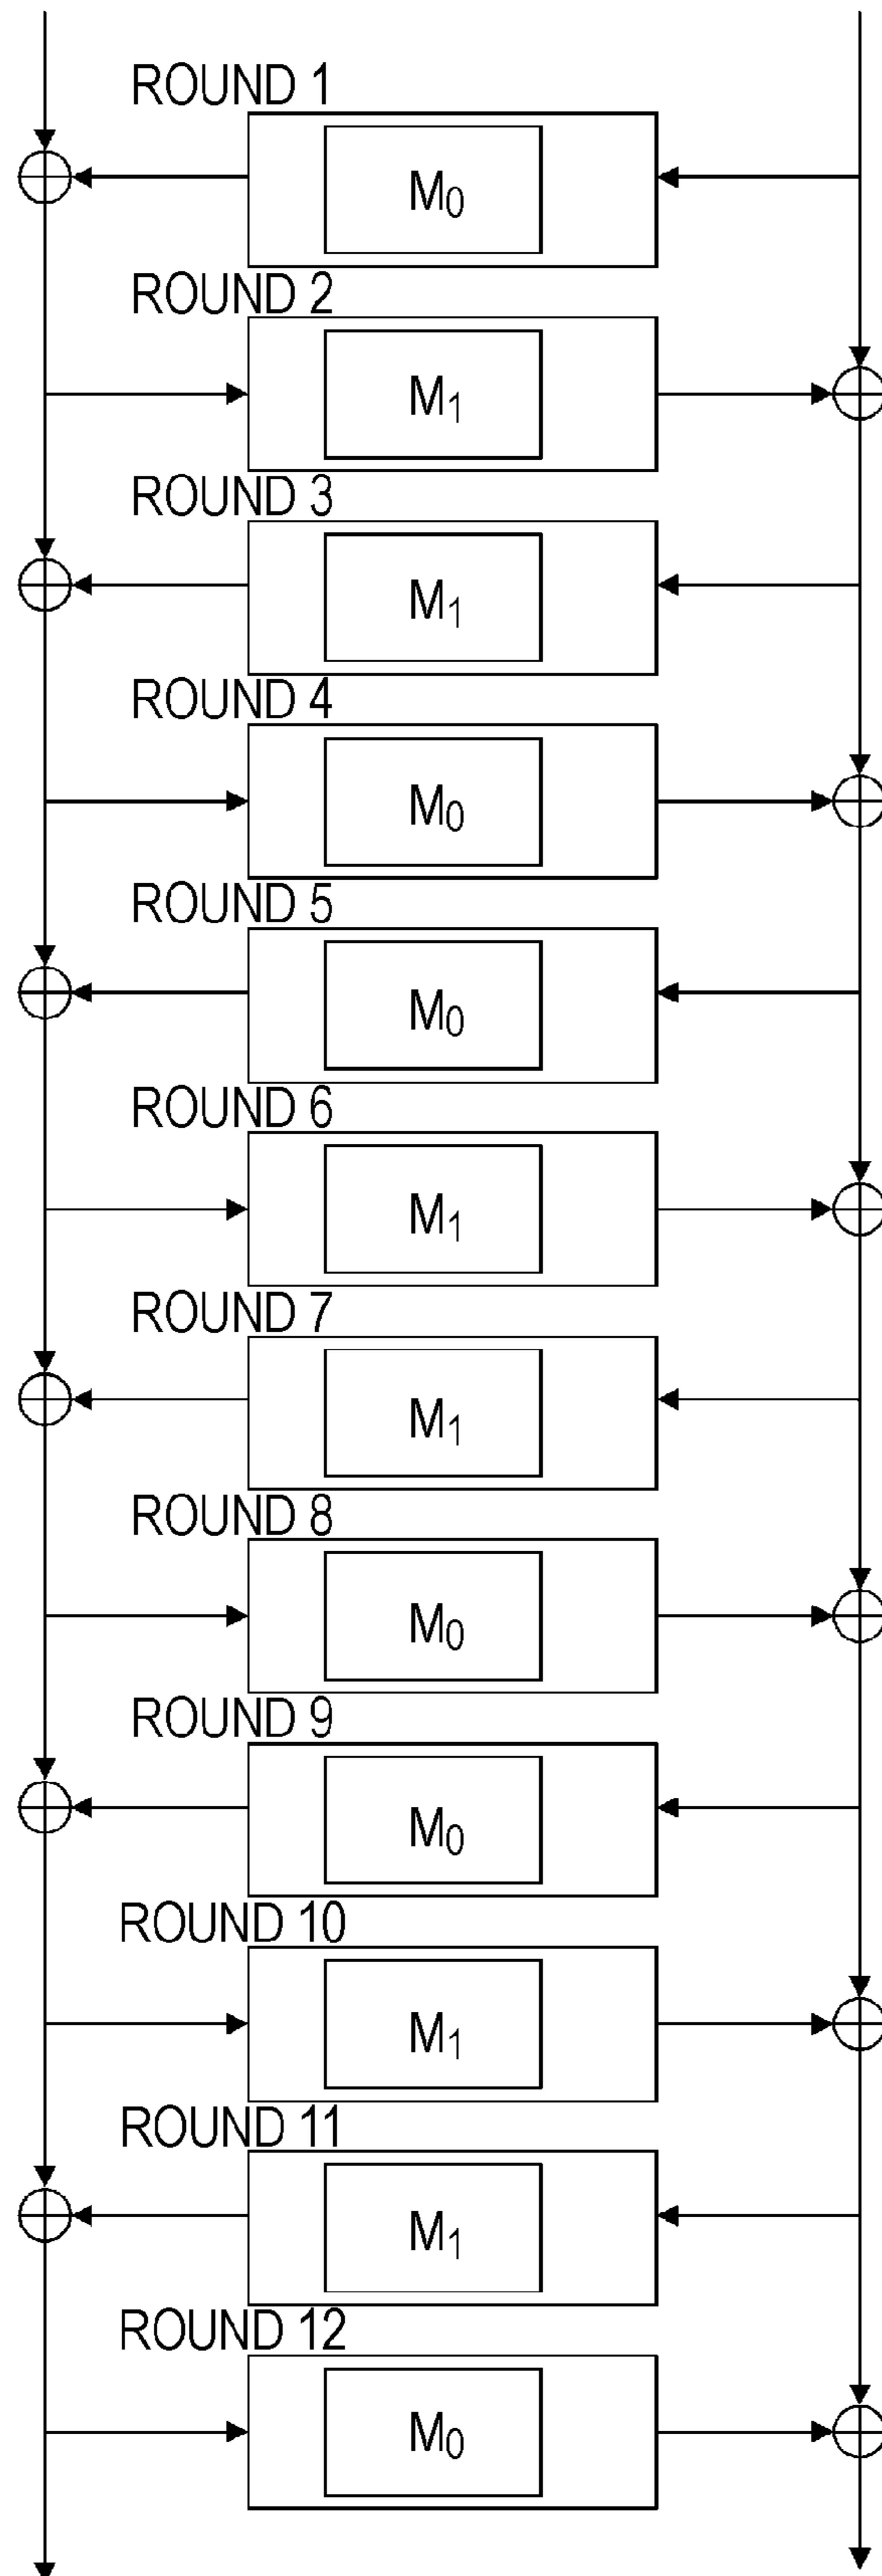 ROUND 1
M₀
ROUND 2
M₁
ROUND 3
M₁
ROUND 4
M₀
ROUND 5
M₀
ROUND 6
M₁
ROUND 7
M₁
ROUND 8
M₀
ROUND 9
M₀
ROUND 10
M₁
ROUND 11
M₁
ROUND 12
M₀